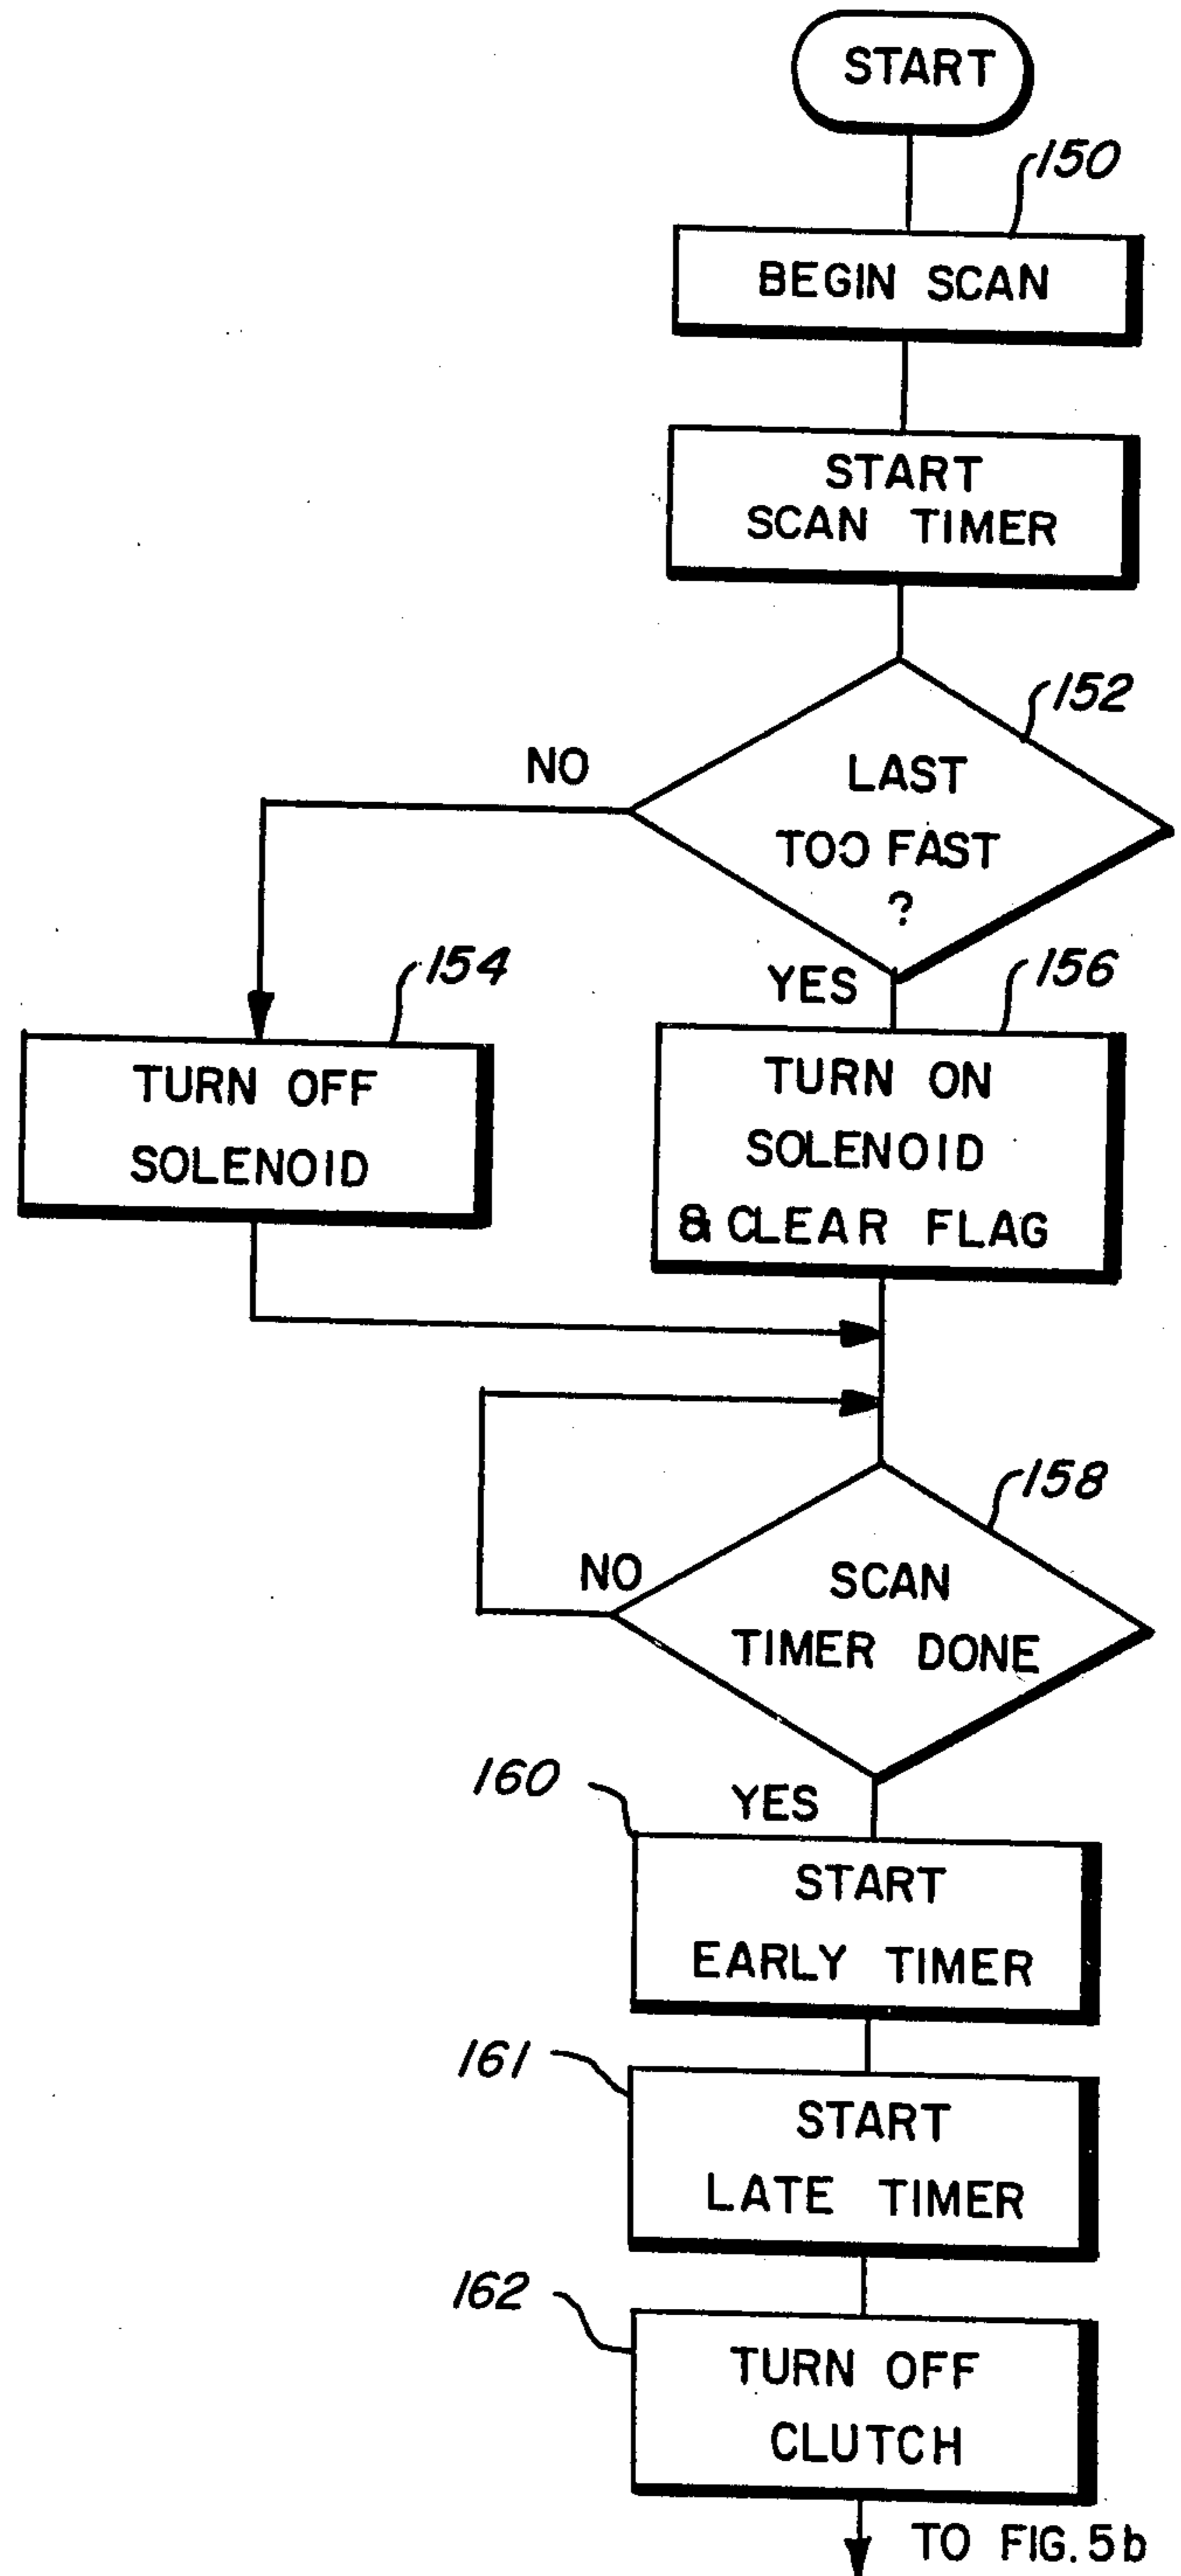 START
150
BEGIN SCAN
START
SCAN TIMER
152
NO
LAST
TOO FAST
?
YES
154
156
TURN OFF
SOLENOID
TURN ON
SOLENOID
& CLEAR FLAG
158
NO
SCAN
TIMER DONE
YES
160
START
EARLY TIMER
161
START
LATE TIMER
162
TURN OFF
CLUTCH
TO FIG. 5b